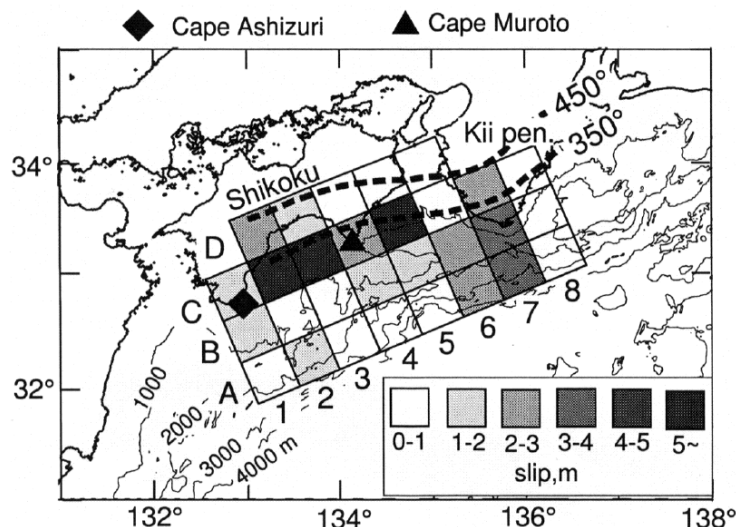 Cape Ashizuri Cape Muroto
450°
Kii pen.
350°
34°
Shikoku
D
C
B
A
8
7
6
5
4
3
2
1
32°
1000
2000
3000
4000 m
0-1 1-2 2-3 3-4 4-5 5~
slip,m
132° 134° 136° 138°